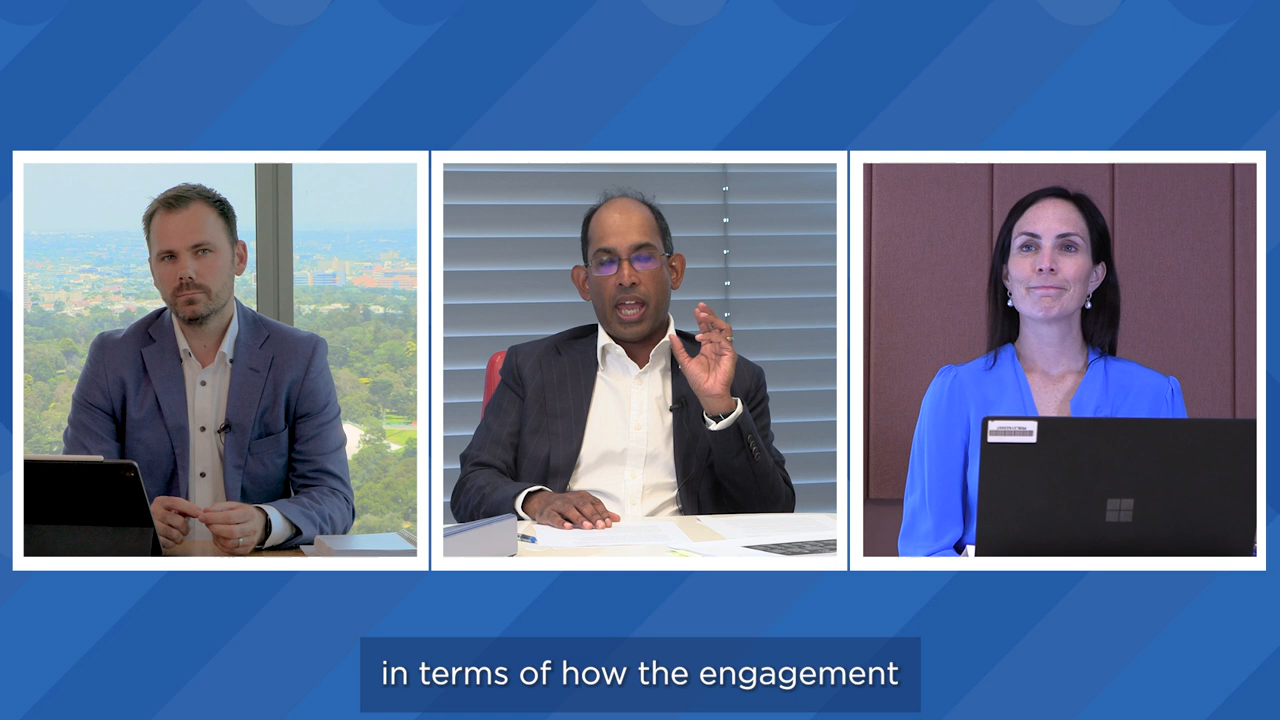 in terms of how the engagement